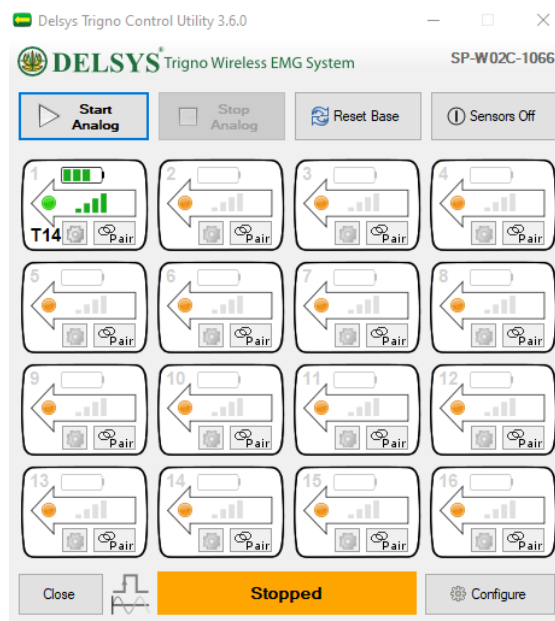 Delsys Trigno Control Utility 3.6.0
DELSYS® Trigno Wireless EMG System
SP-W02C-1066
Start
Analog
Stop
Analog
Reset Base
Sensors Off
1
T14
Pair
2
Pair
3
Pair
4
Pair
5
Pair
6
Pair
7
Pair
8
Pair
9
Pair
10
Pair
11
Pair
12
Pair
13
Pair
14
Pair
15
Pair
16
Pair
Close
Stopped
Configure